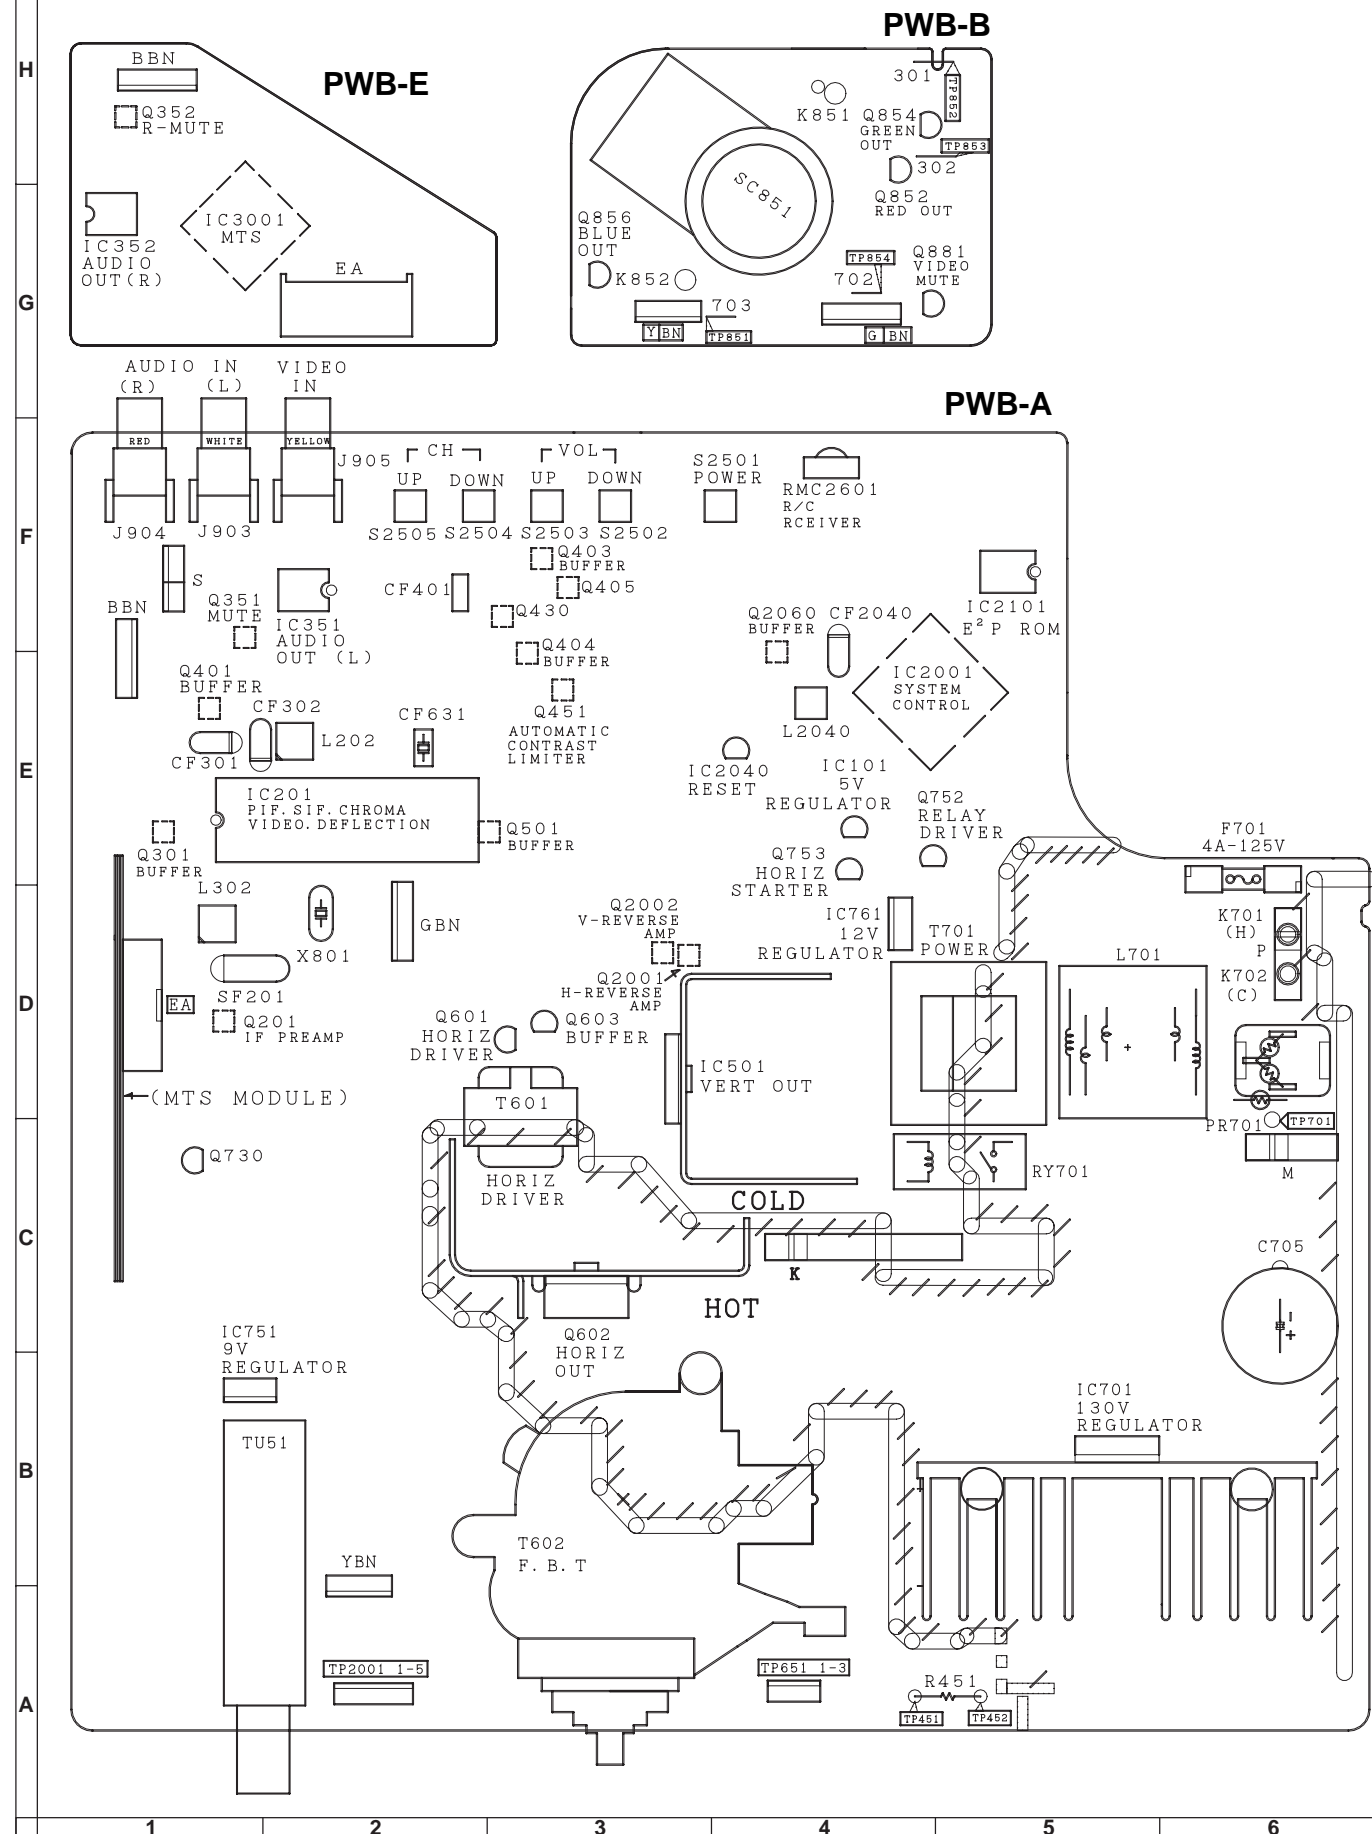 PWB-B
H
BBN
PWB-E
301
TP852
Q352
R-MUTE
K851
Q854
GREEN
OUT
TP853
302
SC851
Q852
RED OUT
IC3001
MTS
Q856
BLUE
OUT
IC352
AUDIO
OUT(R)
EA
Q881
VIDEO
MUTE
TP854
K852
702
G
703
Y BN
TP851
G BN
AUDIO IN
(R) (L)
VIDEO
IN
PWB-A
RED
WHITE
YELLOW
J905
CH
VOL
S2501
POWER
UP
DOWN
UP
DOWN
RMC2601
R/C
RCEIVER
J904
J903
S2505
S2504
S2503
S2502
F
Q403
BUFFER
S
CF401
Q405
BBN
Q351
MUTE
IC351
AUDIO
OUT (L)
Q430
IC2101
E² P ROM
Q2060
BUFFER
CF2040
Q404
BUFFER
Q401
BUFFER
IC2001
SYSTEM
CONTROL
CF302
CF631
Q451
AUTOMATIC
CONTRAST
LIMITER
L202
L2040
CF301
E
IC2040
RESET
IC101
5V
REGULATOR
IC201
PIF. SIF. CHROMA
VIDEO. DEFLECTION
Q752
RELAY
DRIVER
Q501
BUFFER
F701
4A-125V
Q301
BUFFER
Q753
HORIZ
STARTER
L302
Q2002
V-REVERSE
AMP
IC761
12V
REGULATOR
K701
(H)
GBN
T701
POWER
X801
L701
P
Q2001
H-REVERSE
AMP
K702
(C)
SF201
D
EA
Q201
IF PREAMP
Q601
HORIZ
DRIVER
Q603
BUFFER
IC501
VERT OUT
(MTS MODULE)
T601
PR701
TP701
Q730
HORIZ
DRIVER
RY701
M
COLD
C
C705
K
HOT
-
+
IC751
9V
REGULATOR
Q602
HORIZ
OUT
IC701
130V
REGULATOR
TU51
B
T602
F. B. T
YBN
TP2001 1-5
TP651 1-3
R451
A
TP451
TP452
1
2
3
4
5
6